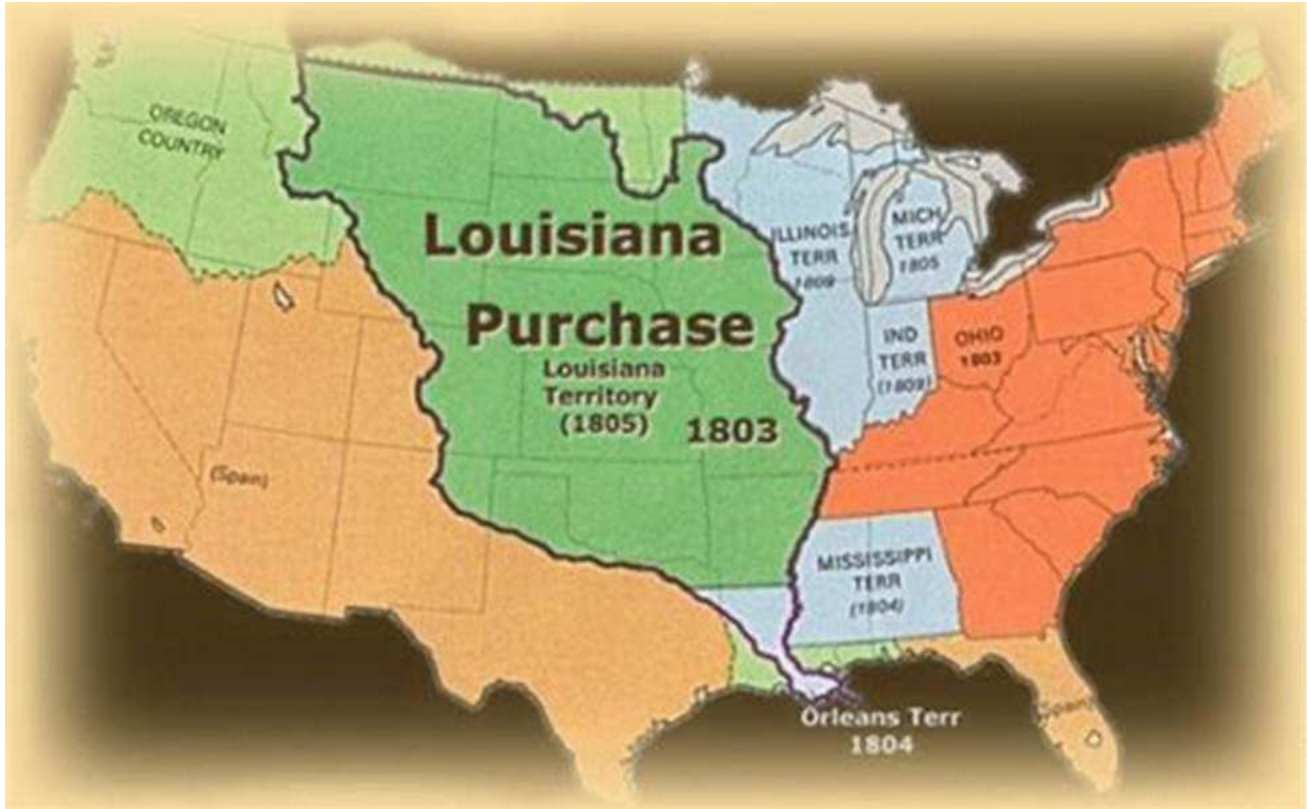 OREGON
COUNTRY
Louisiana
Purchase
Louisiana
Territory
(1805)
1803
ILLINOIS
TERR
1809
MICH
TERR
1805
IND
TERR
(1809)
OHIO
1803
(Spain)
MISSISSIPPI
TERR
(1804)
Orleans Terr
1804
(Spain)